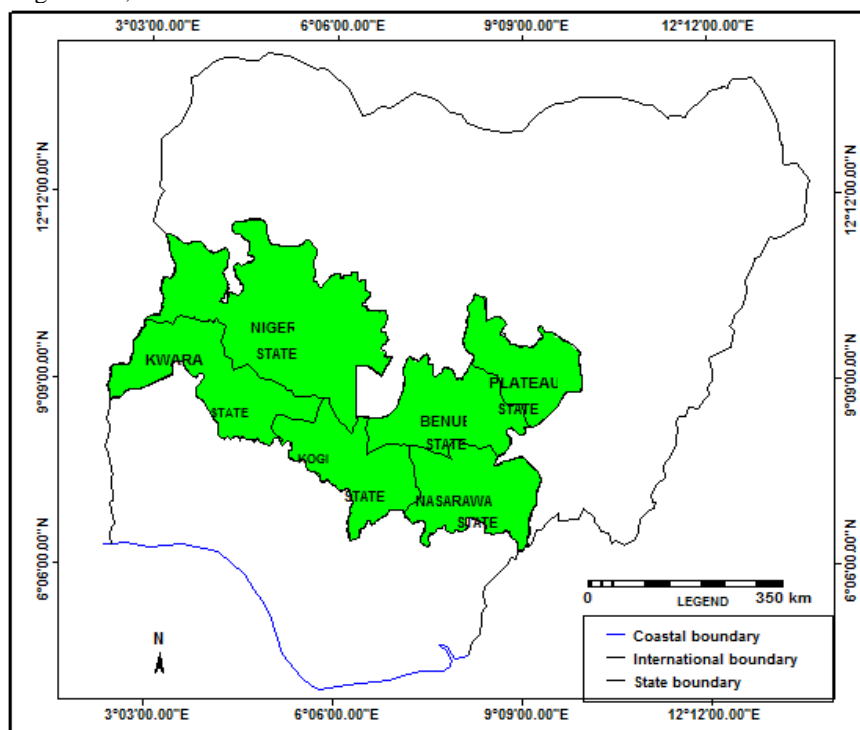 3°03'00.00"E 6°06'00.00"E 9°09'00.00"E 12°12'00.00"E
12°12'00.00"N 12°12'00.00"N
NIGER
STATE
KWARA
9°09'00.00"N 9°09'00.00"N
PLATEAU
STATE
STATE
BENUE
STATE
KOGI
STATE
NASARAWA
STATE
6°06'00.00"N 6°06'00.00"N
0 350 km
LEGEND
N
Coastal boundary
International boundary
State boundary
3°03'00.00"E 6°06'00.00"E 9°09'00.00"E 12°12'00.00"E